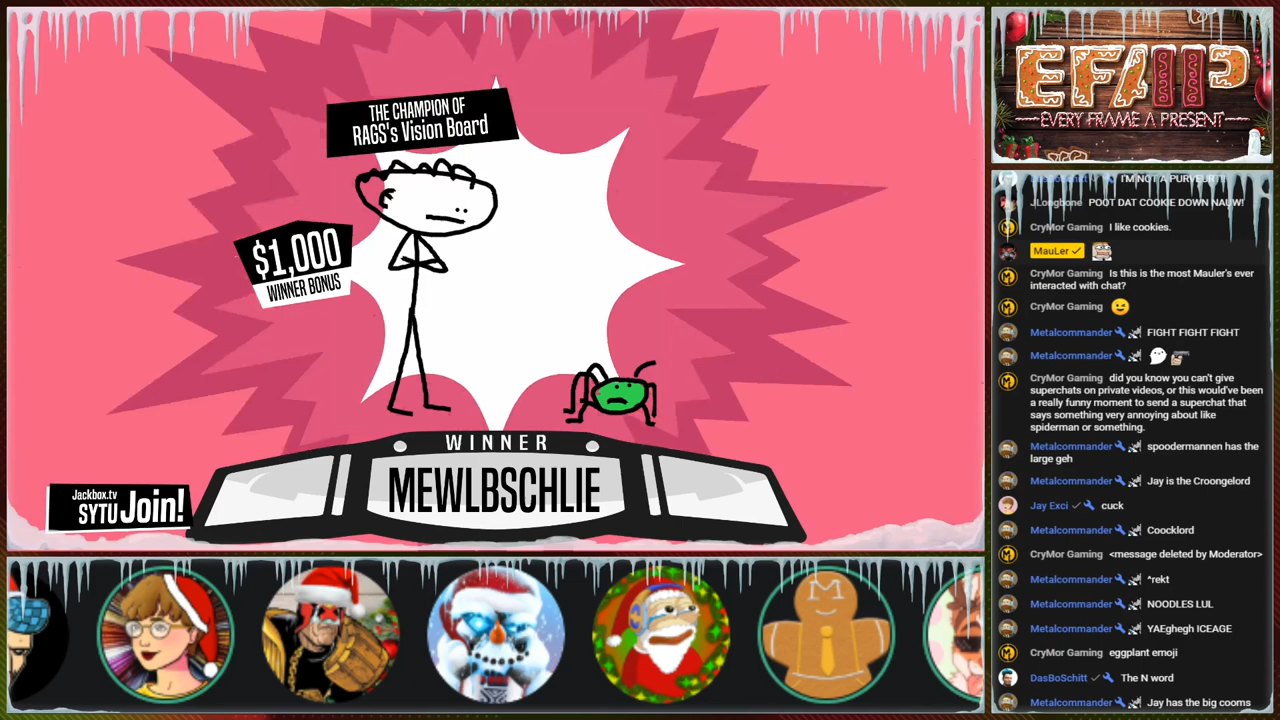 THE CHAMPION OF
RAGS's Vision Board
$1,000
WINNER BONUS
WINNER
MEWLBSCHLIE
Jackbox.tv
SYTU Join!
EFAP
EVERY FRAME A PRESENT
I'M NOT A PURVEUR
JLongbone POOT DAT COOKIE DOWN NAUW!
CryMor Gaming I like cookies.
MauLer
CryMor Gaming Is this is the most Mauler's ever
interacted with chat?
CryMor Gaming
Metalcommander FIGHT FIGHT FIGHT
Metalcommander
CryMor Gaming did you know you can't give
superchats on private videos, or this would've been
a really funny moment to send a superchat that
says something very annoying about like
spiderman or something.
Metalcommander spoodermannen has the
large geh
Metalcommander Jay is the Croongelord
Jay Exci cuck
Metalcommander Coocklord
CryMor Gaming <message deleted by Moderator>
Metalcommander ^rekt
Metalcommander NOODLES LUL
Metalcommander YAEghegh ICEAGE
CryMor Gaming eggplant emoji
DasBoSchitt The N word
Metalcommander Jay has the big cooms
M